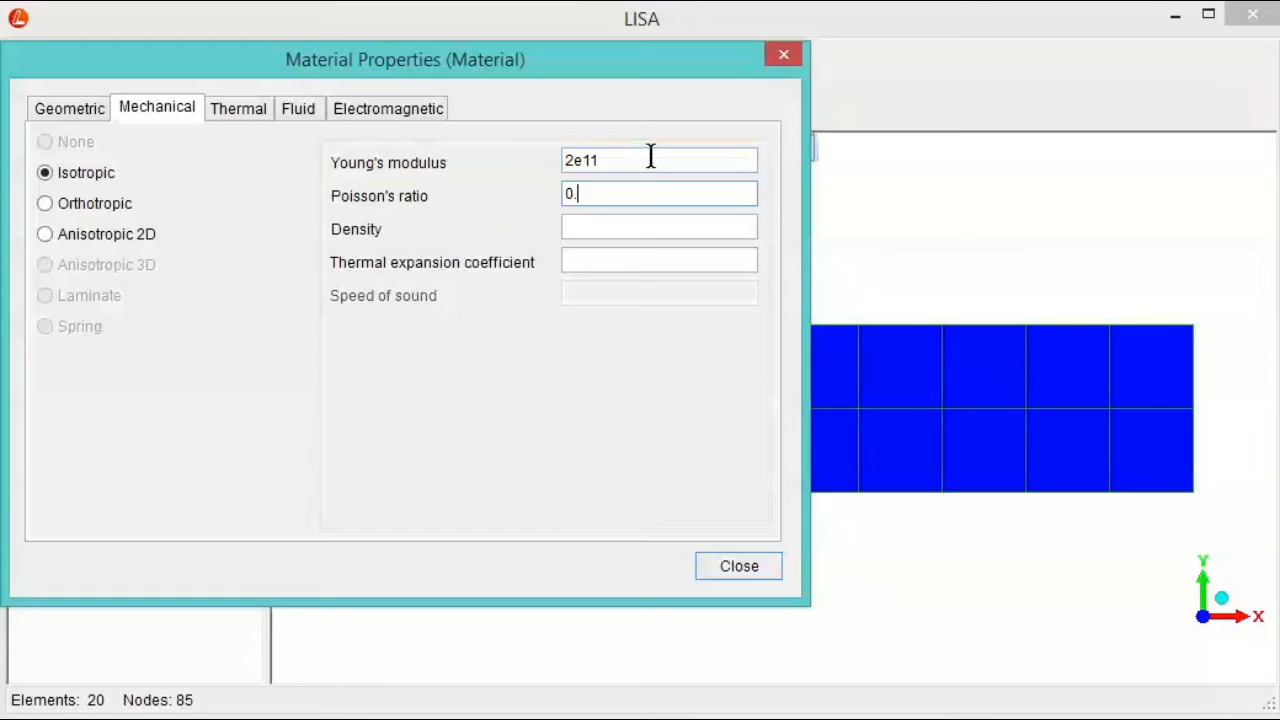 LISA
Material Properties (Material)
Geometric Mechanical Thermal Fluid Electromagnetic
None
Isotropic
Orthotropic
Anisotropic 2D
Anisotropic 3D
Laminate
Spring
Young's modulus 2e11
Poisson's ratio 0.
Density
Thermal expansion coefficient
Speed of sound
Close
Y
X
Elements: 20 Nodes: 85